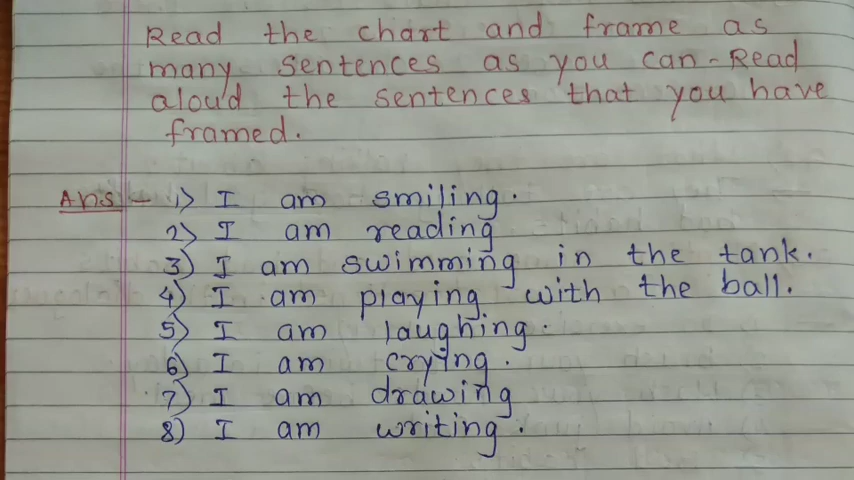 Read the chart and frame as
many sentences as you can - Read
aloud the sentences that you have
framed.
Ans - 1) I am smiling.
2) I am reading
3) I am swimming in the tank.
4) I am playing with the ball.
5) I am laughing.
6) I am crying.
7) I am drawing
8) I am writing.